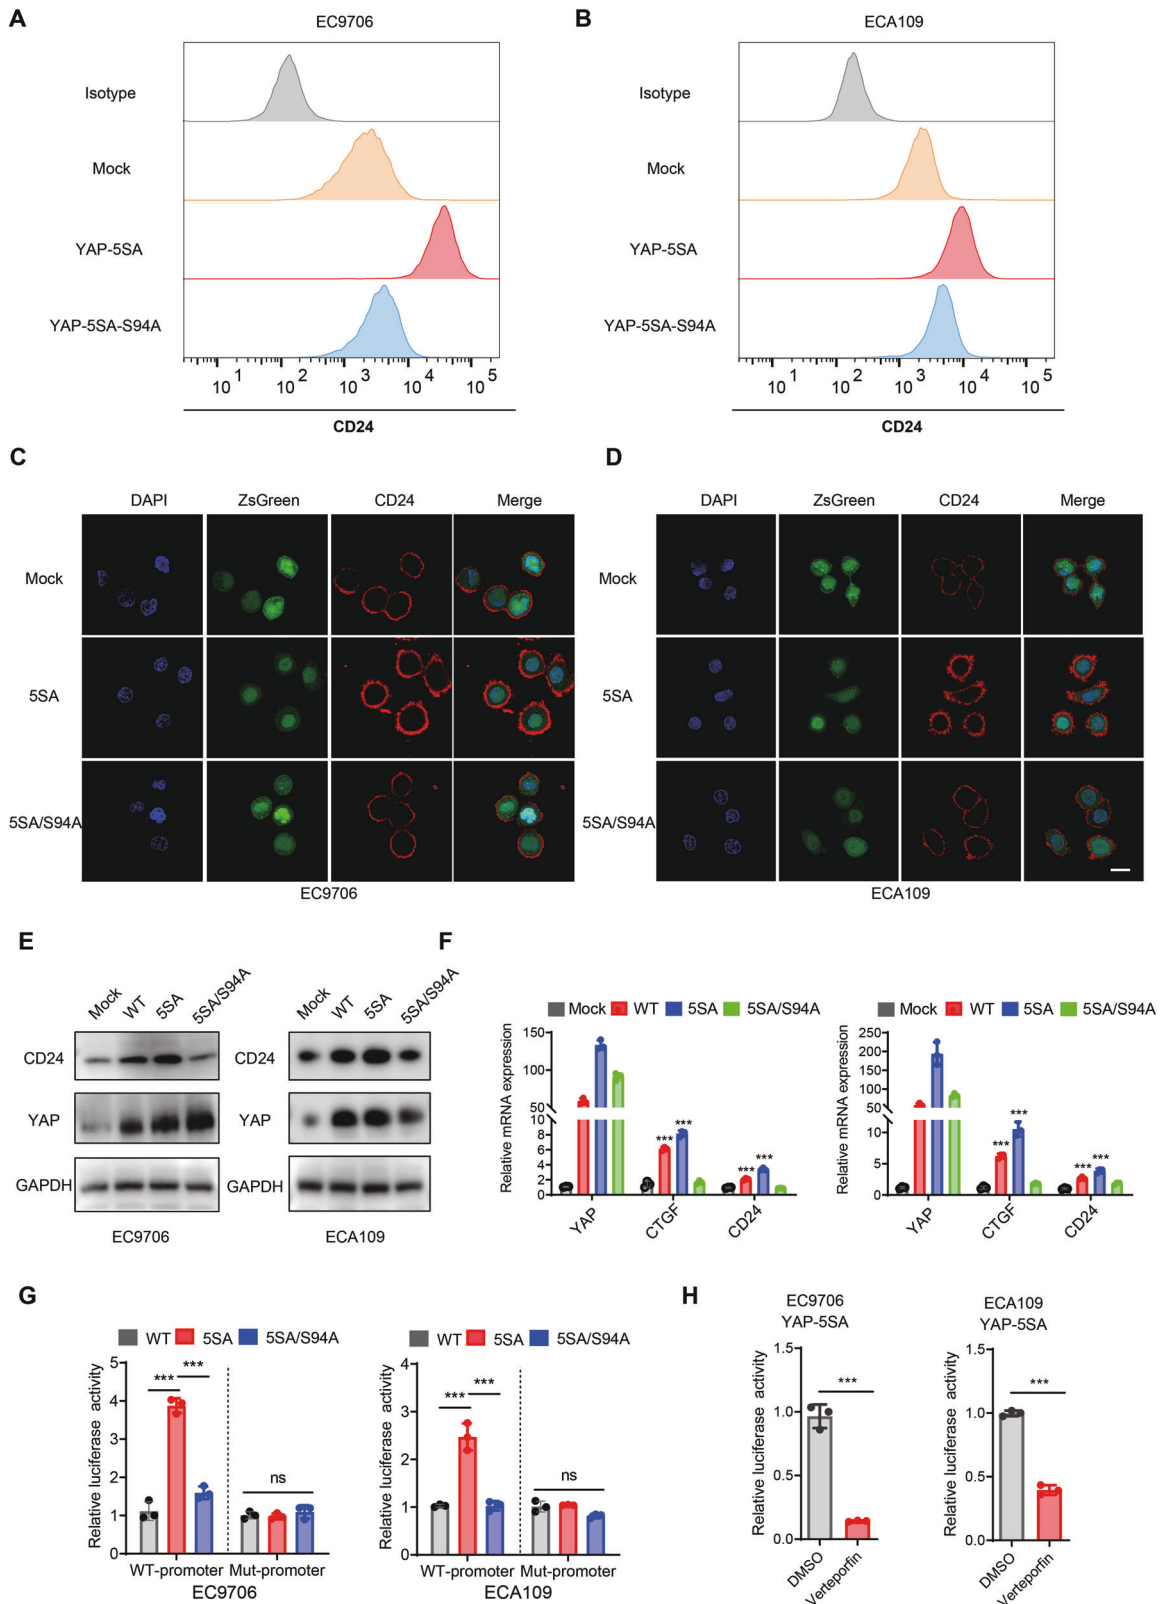 A
EC9706
Isotype
Mock
YAP-5SA
YAP-5SA-S94A
10 1 10 2 10 3 10 4 10 5
CD24
B
ECA109
Isotype
Mock
YAP-5SA
YAP-5SA-S94A
10 1 10 2 10 3 10 4 10 5
CD24
C
DAPI ZsGreen CD24 Merge
Mock
5SA
5SA/S94A
EC9706
D
DAPI ZsGreen CD24 Merge
Mock
5SA
5SA/S94A
ECA109
E
Mock WT 5SA 5SA/S94A
CD24
YAP
GAPDH
EC9706
Mock WT 5SA 5SA/S94A
CD24
YAP
GAPDH
ECA109
F
Mock WT 5SA 5SA/S94A
Relative mRNA expression
150
100
50
8
6
4
2
0
*** *** *** ***
YAP CTGF CD24
Mock WT 5SA 5SA/S94A
Relative mRNA expression
250
200
150
100
50
10
5
0
*** *** *** ***
YAP CTGF CD24
G
WT 5SA 5SA/S94A
Relative luciferase activity
5
4
3
2
1
0
*** ***
ns
WT-promoter Mut-promoter
EC9706
WT 5SA 5SA/S94A
Relative luciferase activity
4
3
2
1
0
*** ***
ns
WT-promoter Mut-promoter
ECA109
H
EC9706
YAP-5SA
Relative luciferase activity
1.5
1.0
0.5
0.0
***
DMSO Verteporfin
ECA109
YAP-5SA
Relative luciferase activity
1.5
1.0
0.5
0.0
***
DMSO Verteporfin